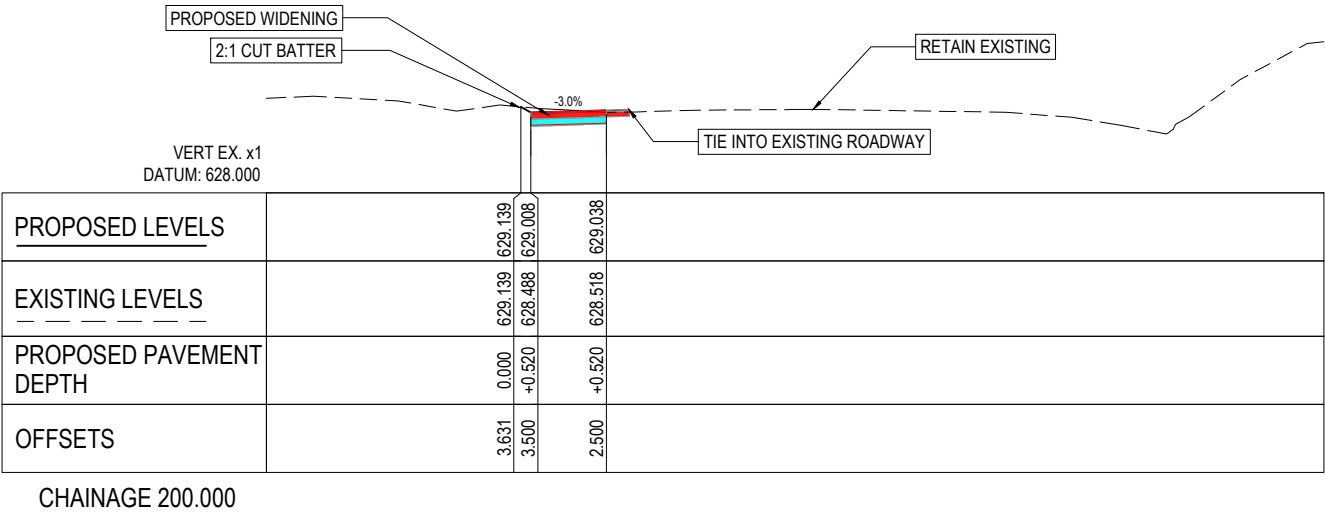 PROPOSED WIDENING
2:1 CUT BATTER
RETAIN EXISTING
-3.0%
TIE INTO EXISTING ROADWAY
VERT EX. x1
DATUM: 628.000
PROPOSED LEVELS
629.139
629.008
629.038
EXISTING LEVELS
629.139
628.488
628.518
PROPOSED PAVEMENT
DEPTH
0.000
+0.520
+0.520
OFFSETS
3.631
3.500
2.500
CHAINAGE 200.000